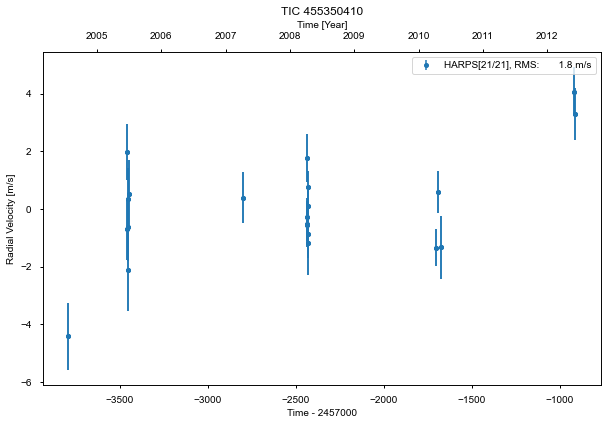 TIC 455350410
Time [Year]
2005 2006 2007 2008 2009 2010 2011 2012
HARPS[21/21], RMS: 1.8 m/s
4
2
0
−2
−4
−6
Radial Velocity [m/s]
−3500 −3000 −2500 −2000 −1500 −1000
Time - 2457000